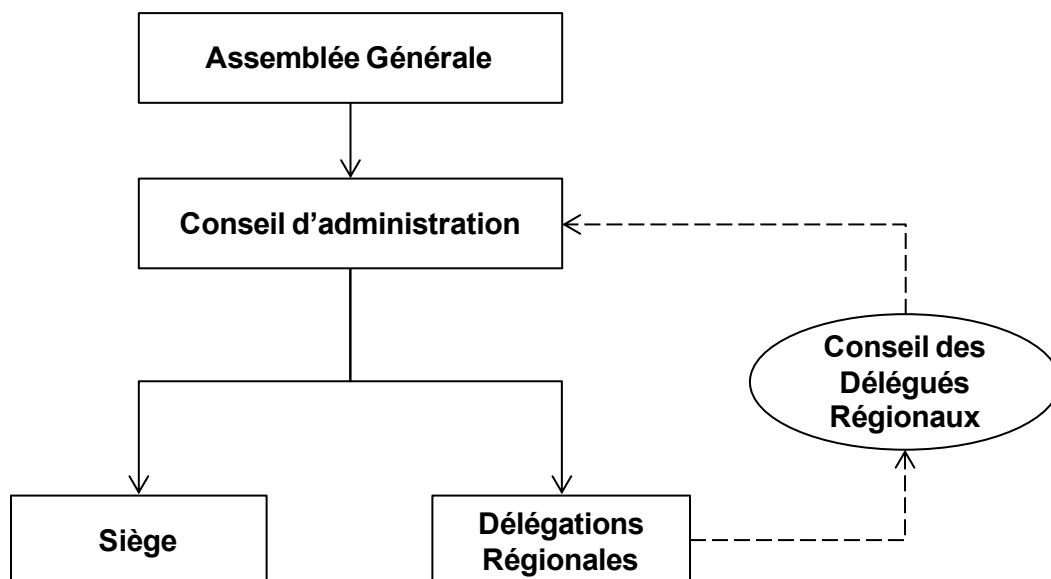 Assemblée Générale
Conseil d’administration
Conseil des
Délégués
Régionaux
Siège
Délégations
Régionales